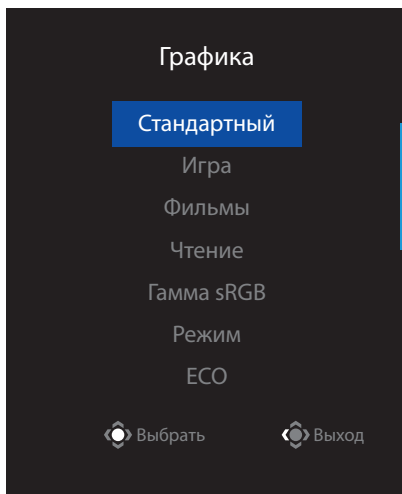 Графика
Стандартный
Игра
Фильмы
Чтение
Гамма sRGB
Режим
ECO
Выбрать Выход